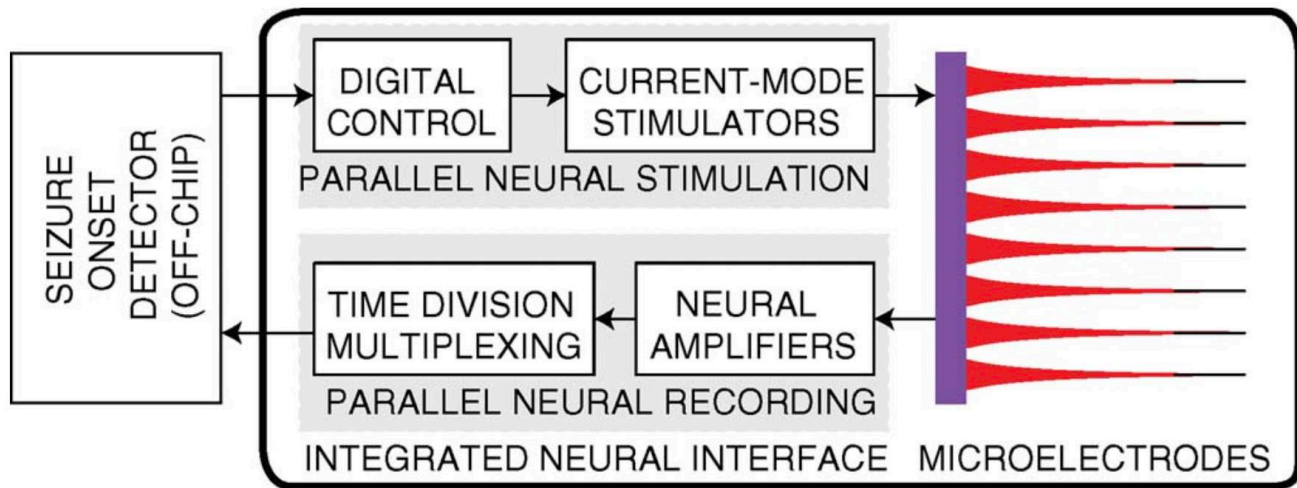 SEIZURE
ONSET
DETECTOR
(OFF-CHIP)
DIGITAL
CONTROL
CURRENT-MODE
STIMULATORS
PARALLEL NEURAL STIMULATION
TIME DIVISION
MULTIPLEXING
NEURAL
AMPLIFIERS
PARALLEL NEURAL RECORDING
INTEGRATED NEURAL INTERFACE
MICROELECTRODES